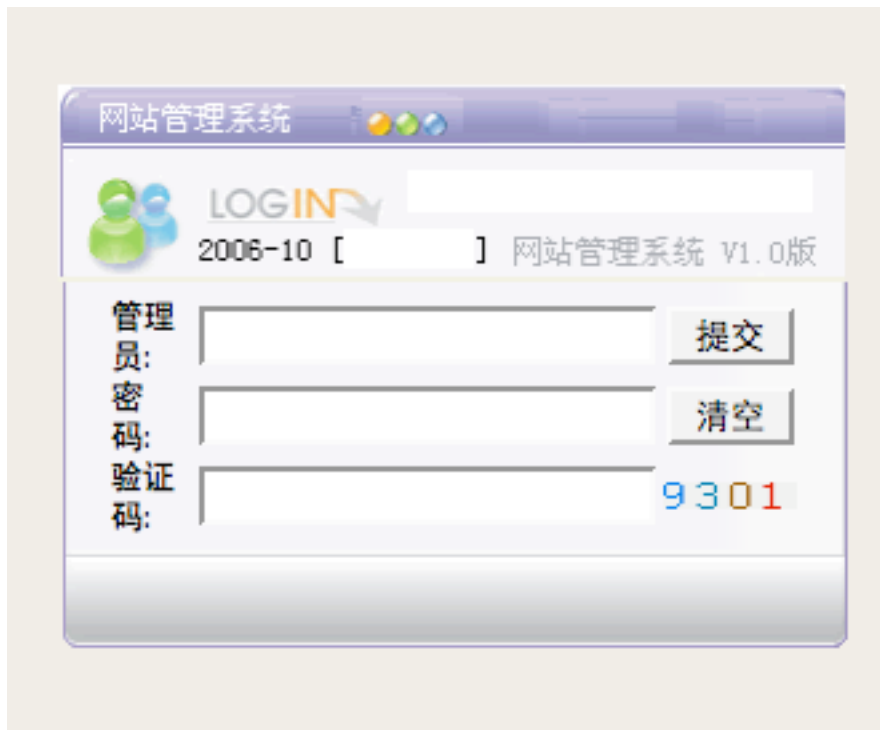 网站管理系统
LOGIN
2006-10 [ ] 网站管理系统 V1.0版
管理
员:
提交
密
码:
清空
验证
码:
9301